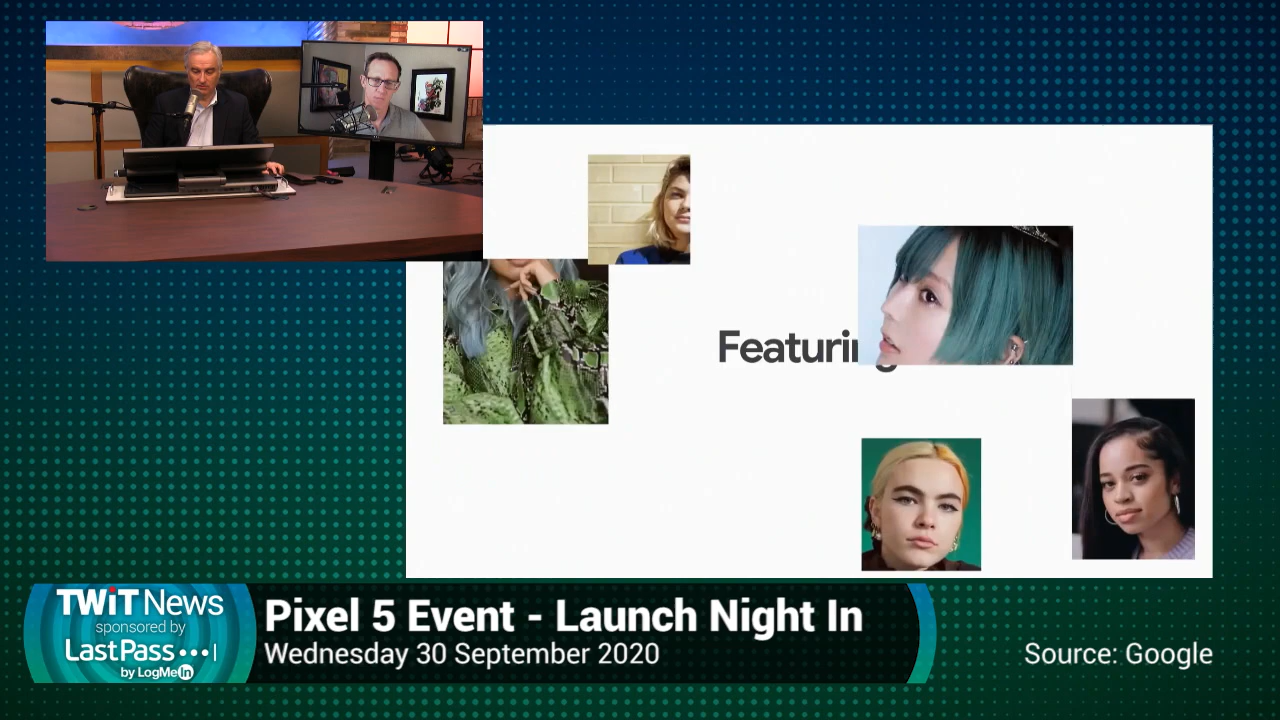 Featuring
TWiT News
sponsored by
LastPass •••|
by LogMeIn
Pixel 5 Event - Launch Night In
Wednesday 30 September 2020
Source: Google